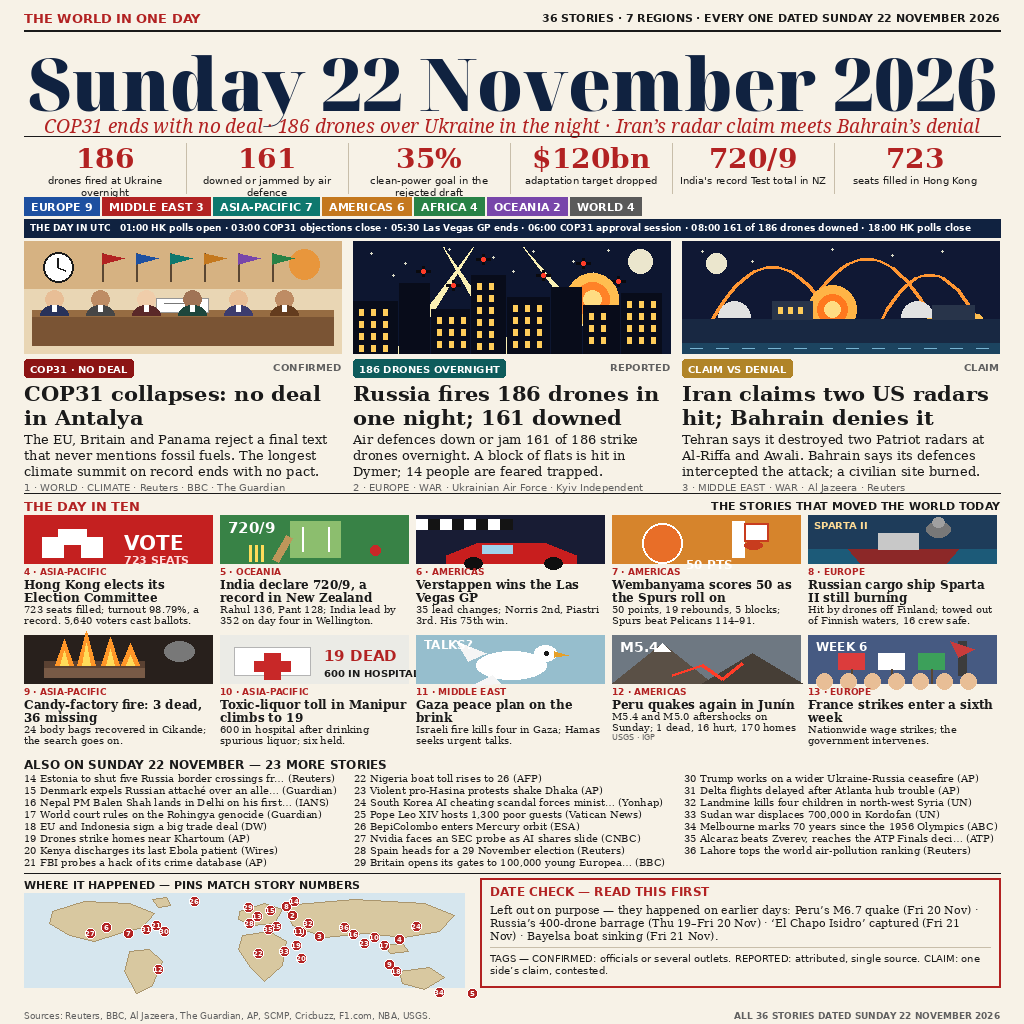 THE WORLD IN ONE DAY
36 STORIES · 7 REGIONS · EVERY ONE DATED SUNDAY 22 NOVEMBER 2026
Sunday 22 November 2026
COP31 ends with no deal · 186 drones over Ukraine in the night · Iran’s radar claim meets Bahrain’s denial
186
drones fired at Ukraine
overnight
161
downed or jammed by air
defence
35%
clean-power goal in the
rejected draft
$120bn
adaptation target dropped
720/9
India's record Test total in NZ
723
seats filled in Hong Kong
EUROPE 9 MIDDLE EAST 3 ASIA-PACIFIC 7 AMERICAS 6 AFRICA 4 OCEANIA 2 WORLD 4
THE DAY IN UTC 01:00 HK polls open · 03:00 COP31 objections close · 05:30 Las Vegas GP ends · 06:00 COP31 approval session · 08:00 161 of 186 drones downed · 18:00 HK polls close
COP31 · NO DEAL
CONFIRMED
COP31 collapses: no deal
in Antalya
The EU, Britain and Panama reject a final text
that never mentions fossil fuels. The longest
climate summit on record ends with no pact.
1 · WORLD · CLIMATE · Reuters · BBC · The Guardian
186 DRONES OVERNIGHT
REPORTED
Russia fires 186 drones in
one night; 161 downed
Air defences down or jam 161 of 186 strike
drones overnight. A block of flats is hit in
Dymer; 14 people are feared trapped.
2 · EUROPE · WAR · Ukrainian Air Force · Kyiv Independent
CLAIM VS DENIAL
CLAIM
Iran claims two US radars
hit; Bahrain denies it
Tehran says it destroyed two Patriot radars at
Al-Riffa and Awali. Bahrain says its defences
intercepted the attack; a civilian site burned.
3 · MIDDLE EAST · WAR · Al Jazeera · Reuters
THE DAY IN TEN
THE STORIES THAT MOVED THE WORLD TODAY
VOTE
723 SEATS
4 · ASIA-PACIFIC
Hong Kong elects its
Election Committee
723 seats filled; turnout 98.79%, a
record. 5,640 voters cast ballots.
720/9
5 · OCEANIA
India declare 720/9, a
record in New Zealand
Rahul 136, Pant 128; India lead by
352 on day four in Wellington.
6 · AMERICAS
Verstappen wins the Las
Vegas GP
35 lead changes; Norris 2nd, Piastri
3rd. His 75th win.
50 PTS
7 · AMERICAS
Wembanyama scores 50 as
the Spurs roll on
50 points, 19 rebounds, 5 blocks;
Spurs beat Pelicans 114–91.
SPARTA II
8 · EUROPE
Russian cargo ship Sparta
II still burning
Hit by drones off Finland; towed out
of Finnish waters, 16 crew safe.
9 · ASIA-PACIFIC
Candy-factory fire: 3 dead,
36 missing
24 body bags recovered in Cikande;
the search goes on.
19 DEAD
600 IN HOSPITAL
10 · ASIA-PACIFIC
Toxic-liquor toll in Manipur
climbs to 19
600 in hospital after drinking
spurious liquor; six held.
TALKS?
11 · MIDDLE EAST
Gaza peace plan on the
brink
Israeli fire kills four in Gaza; Hamas
seeks urgent talks.
M5.4
12 · AMERICAS
Peru quakes again in Junín
M5.4 and M5.0 aftershocks on
Sunday; 1 dead, 16 hurt, 170 homes
USGS · IGP
WEEK 6
13 · EUROPE
France strikes enter a sixth
week
Nationwide wage strikes; the
government intervenes.
ALSO ON SUNDAY 22 NOVEMBER — 23 MORE STORIES
14 Estonia to shut five Russia border crossings fr... (Reuters)
15 Denmark expels Russian attaché over an alle... (Guardian)
16 Nepal PM Balen Shah lands in Delhi on his first... (IANS)
17 World court rules on the Rohingya genocide (Guardian)
18 EU and Indonesia sign a big trade deal (DW)
19 Drones strike homes near Khartoum (AP)
20 Kenya discharges its last Ebola patient (Wires)
21 FBI probes a hack of its crime database (AP)
22 Nigeria boat toll rises to 26 (AFP)
23 Violent pro-Hasina protests shake Dhaka (AP)
24 South Korea AI cheating scandal forces minist... (Yonhap)
25 Pope Leo XIV hosts 1,300 poor guests (Vatican News)
26 BepiColombo enters Mercury orbit (ESA)
27 Nvidia faces an SEC probe as AI shares slide (CNBC)
28 Spain heads for a 29 November election (Reuters)
29 Britain opens its gates to 100,000 young Europea... (BBC)
30 Trump works on a wider Ukraine-Russia ceasefire (AP)
31 Delta flights delayed after Atlanta hub trouble (AP)
32 Landmine kills four children in north-west Syria (UN)
33 Sudan war displaces 700,000 in Kordofan (UN)
34 Melbourne marks 70 years since the 1956 Olympics (ABC)
35 Alcaraz beats Zverev, reaches the ATP Finals deci... (ATP)
36 Lahore tops the world air-pollution ranking (Reuters)
WHERE IT HAPPENED — PINS MATCH STORY NUMBERS
DATE CHECK — READ THIS FIRST
Left out on purpose — they happened on earlier days: Peru’s M6.7 quake (Fri 20 Nov) ·
Russia’s 400-drone barrage (Thu 19–Fri 20 Nov) · ‘El Chapo Isidro’ captured (Fri 21
Nov) · Bayelsa boat sinking (Fri 21 Nov).
TAGS — CONFIRMED: officials or several outlets. REPORTED: attributed, single source. CLAIM: one
side’s claim, contested.
Sources: Reuters, BBC, Al Jazeera, The Guardian, AP, SCMP, Cricbuzz, F1.com, NBA, USGS.
ALL 36 STORIES DATED SUNDAY 22 NOVEMBER 2026